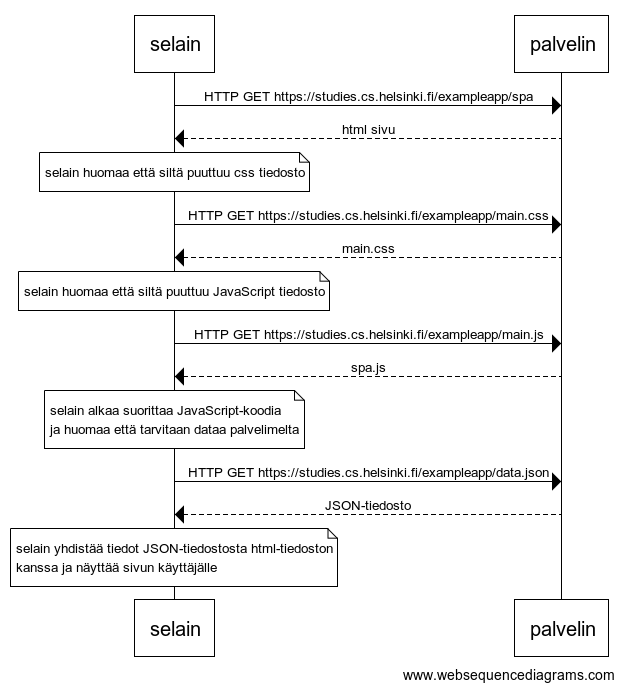 selain
palvelin
HTTP GET https://studies.cs.helsinki.fi/exampleapp/spa
html sivu
selain huomaa että siltä puuttuu css tiedosto
HTTP GET https://studies.cs.helsinki.fi/exampleapp/main.css
main.css
selain huomaa että siltä puuttuu JavaScript tiedosto
HTTP GET https://studies.cs.helsinki.fi/exampleapp/main.js
spa.js
selain alkaa suorittaa JavaScript-koodia
ja huomaa että tarvitaan dataa palvelimelta
HTTP GET https://studies.cs.helsinki.fi/exampleapp/data.json
JSON-tiedosto
selain yhdistää tiedot JSON-tiedostosta html-tiedoston
kanssa ja näyttää sivun käyttäjälle
selain
palvelin
www.websequencediagrams.com